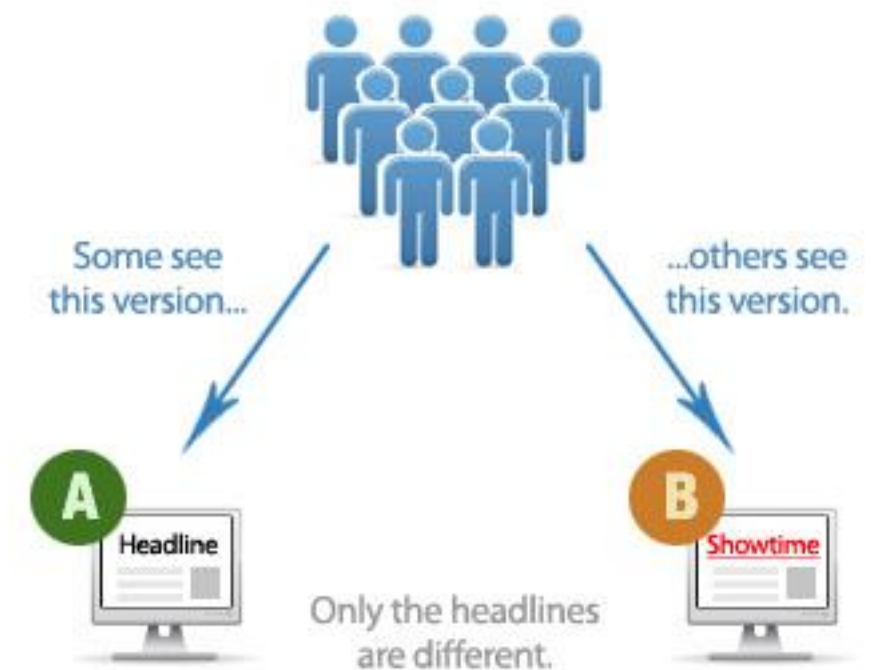 Some see
this version...
...others see
this version.
A
Headline
B
Showtime
Only the headlines
are different.